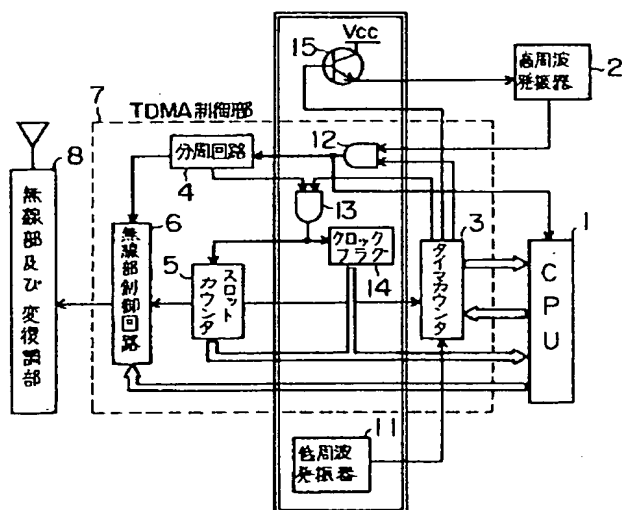 15
Vcc
高周波
発振器
2
7
TDMA制御部
8
12
分周回路
4
13
3
1
6
クロック
フラグ
14
5
スロット
カウンタ
タイマカウンタ
CPU
無線部制御回路
無線部及び変復調部
11
低周波
発振器